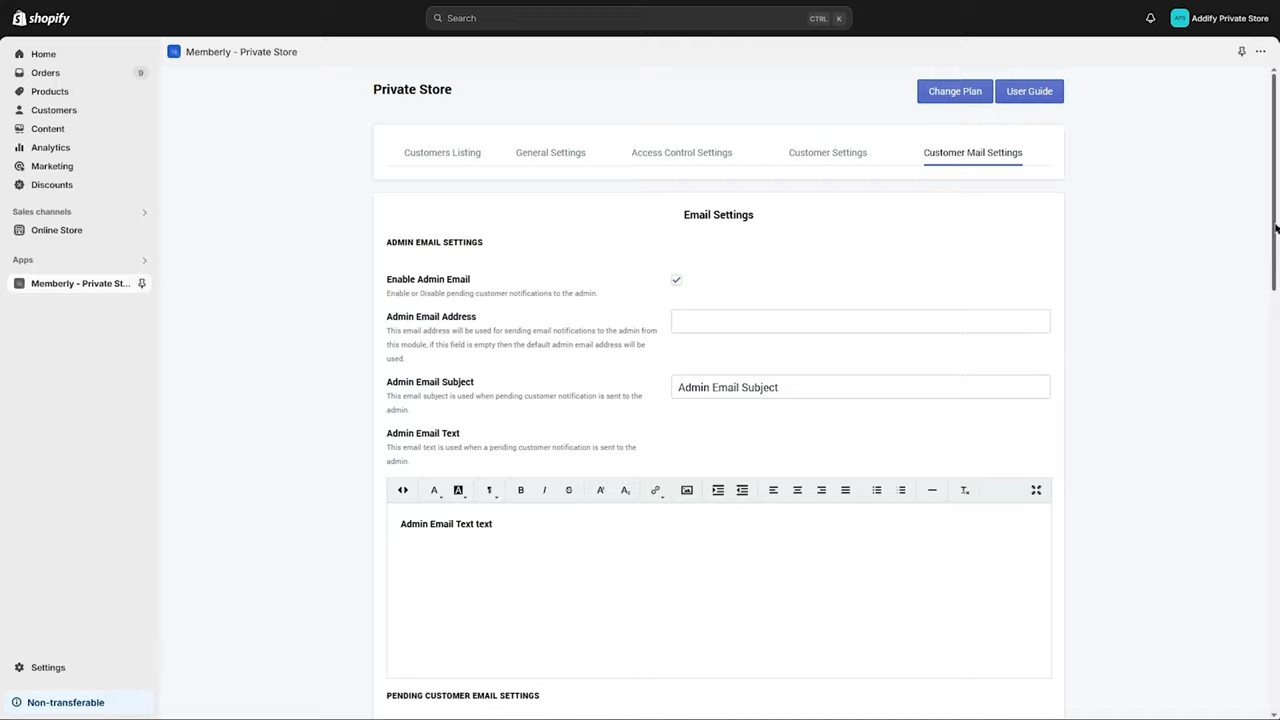 shopify
Search
CTRL K
APS
Addify Private Store
Home
Orders 9
Products
Customers
Content
Analytics
Marketing
Discounts
Sales channels
Online Store
Apps
Memberly - Private St...
Settings
Non-transferable
Memberly - Private Store
Private Store
Change Plan
User Guide
Customers Listing
General Settings
Access Control Settings
Customer Settings
Customer Mail Settings
Email Settings
ADMIN EMAIL SETTINGS
Enable Admin Email
Enable or Disable pending customer notifications to the admin.
Admin Email Address
This email address will be used for sending email notifications to the admin from
this module, if this field is empty then the default admin email address will be
used.
Admin Email Subject
Admin Email Subject
This email subject is used when pending customer notification is sent to the
admin.
Admin Email Text
This email text is used when a pending customer notification is sent to the
admin.
Admin Email Text text
PENDING CUSTOMER EMAIL SETTINGS